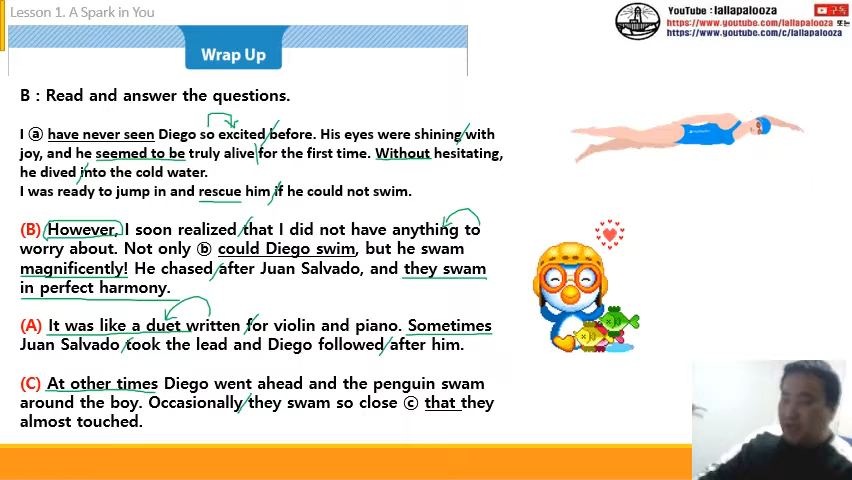 Lesson 1. A Spark in You
YouTube : lallapalooza
구독
https://www.youtube.com/lallapalooza 또는
https://www.youtube.com/c/lallapalooza
Wrap Up
B : Read and answer the questions.
I ⓐ have never seen Diego so excited before. His eyes were shining with
joy, and he seemed to be truly alive for the first time. Without hesitating,
he dived into the cold water.
I was ready to jump in and rescue him, if he could not swim.
(B) However, I soon realized that I did not have anything to
worry about. Not only ⓑ could Diego swim, but he swam
magnificently! He chased after Juan Salvado, and they swam
in perfect harmony.
(A) It was like a duet written for violin and piano. Sometimes
Juan Salvado took the lead and Diego followed after him.
(C) At other times Diego went ahead and the penguin swam
around the boy. Occasionally they swam so close ⓒ that they
almost touched.